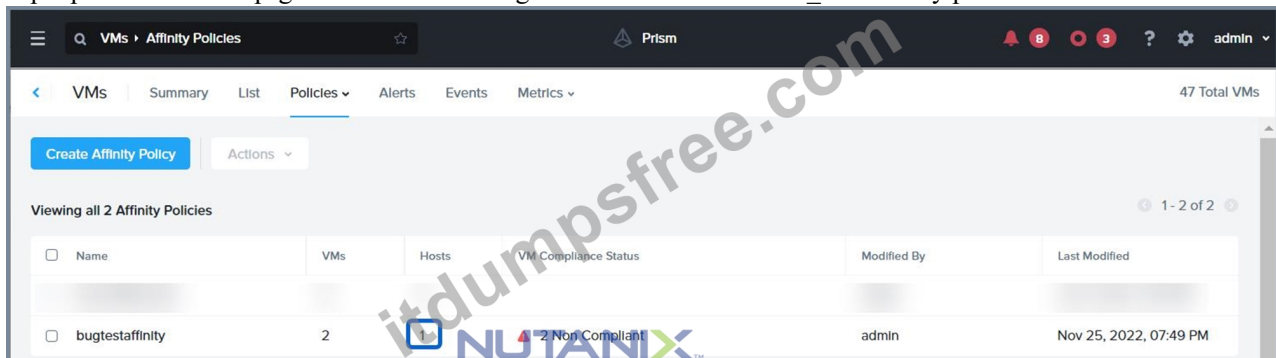 VMs ▸ Affinity Policies
Prism
8
3
?
admin
VMs
Summary
List
Policies
Alerts
Events
Metrics
47 Total VMs
Create Affinity Policy
Actions
Viewing all 2 Affinity Policies
1 - 2 of 2
Name
VMs
Hosts
VM Compliance Status
Modified By
Last Modified
bugtestaffinity
2
1
2 Non Compliant
admin
Nov 25, 2022, 07:49 PM
itdumpsfree.com
NUTANIX